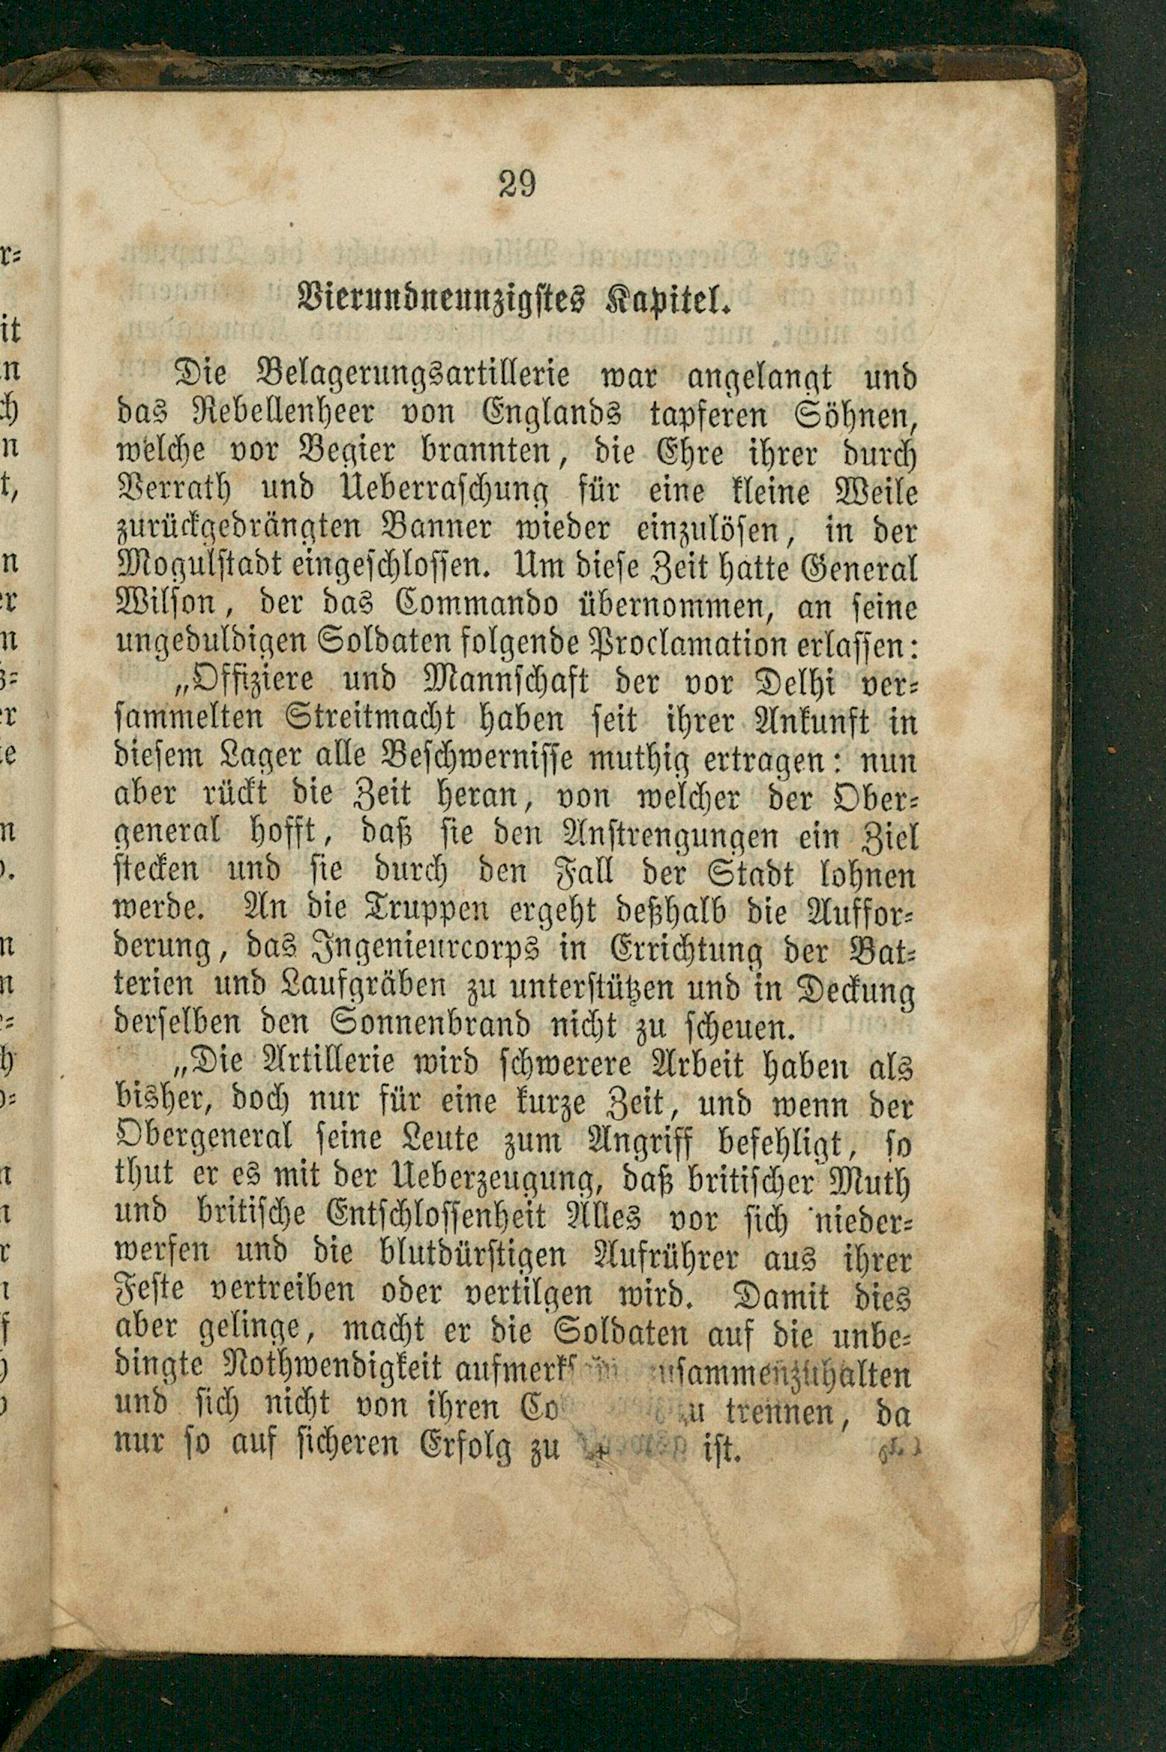 29
Vierundneunzigstes Kapitel.
Die Belagerungsartillerie war angelangt und
das Rebellenheer von Englands tapferen Söhnen,
welche vor Begier brannten, die Ehre ihrer durch
Verrath und Ueberraschung für eine kleine Weile
zurückgedrängten Banner wieder einzulösen, in der
Mogulstadt eingeschlossen. Um diese Zeit hatte General
Wilson, der das Commando übernommen, an seine
ungeduldigen Soldaten folgende Proclamation erlassen:
„Offiziere und Mannschaft der vor Delhi ver-
sammelten Streitmacht haben seit ihrer Ankunft in
diesem Lager alle Beschwernisse muthig ertragen: nun
aber rückt die Zeit heran, von welcher der Ober-
general hofft, daß sie den Anstrengungen ein Ziel
stecken und sie durch den Fall der Stadt lohnen
werde. An die Truppen ergeht deßhalb die Auffor-
derung, das Ingenieurcorps in Errichtung der Bat-
terien und Laufgräben zu unterstützen und in Deckung
derselben den Sonnenbrand nicht zu scheuen.
„Die Artillerie wird schwerere Arbeit haben als
bisher, doch nur für eine kurze Zeit, und wenn der
Obergeneral seine Leute zum Angriff befehligt, so
thut er es mit der Ueberzeugung, daß britischer Muth
und britische Entschlossenheit Alles vor sich nieder-
werfen und die blutdürstigen Aufrührer aus ihrer
Feste vertreiben oder vertilgen wird. Damit dies
aber gelinge, macht er die Soldaten auf die unbe-
dingte Nothwendigkeit
und sich nicht von ihren trennen, da
nur so auf sicheren Erfolg zu ist.